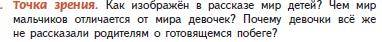 Точка зрения. Как изображён в рассказе мир детей? Чем мир
мальчиков отличается от мира девочек? Почему девочки всё же
не рассказали родителям о готовящемся побеге?